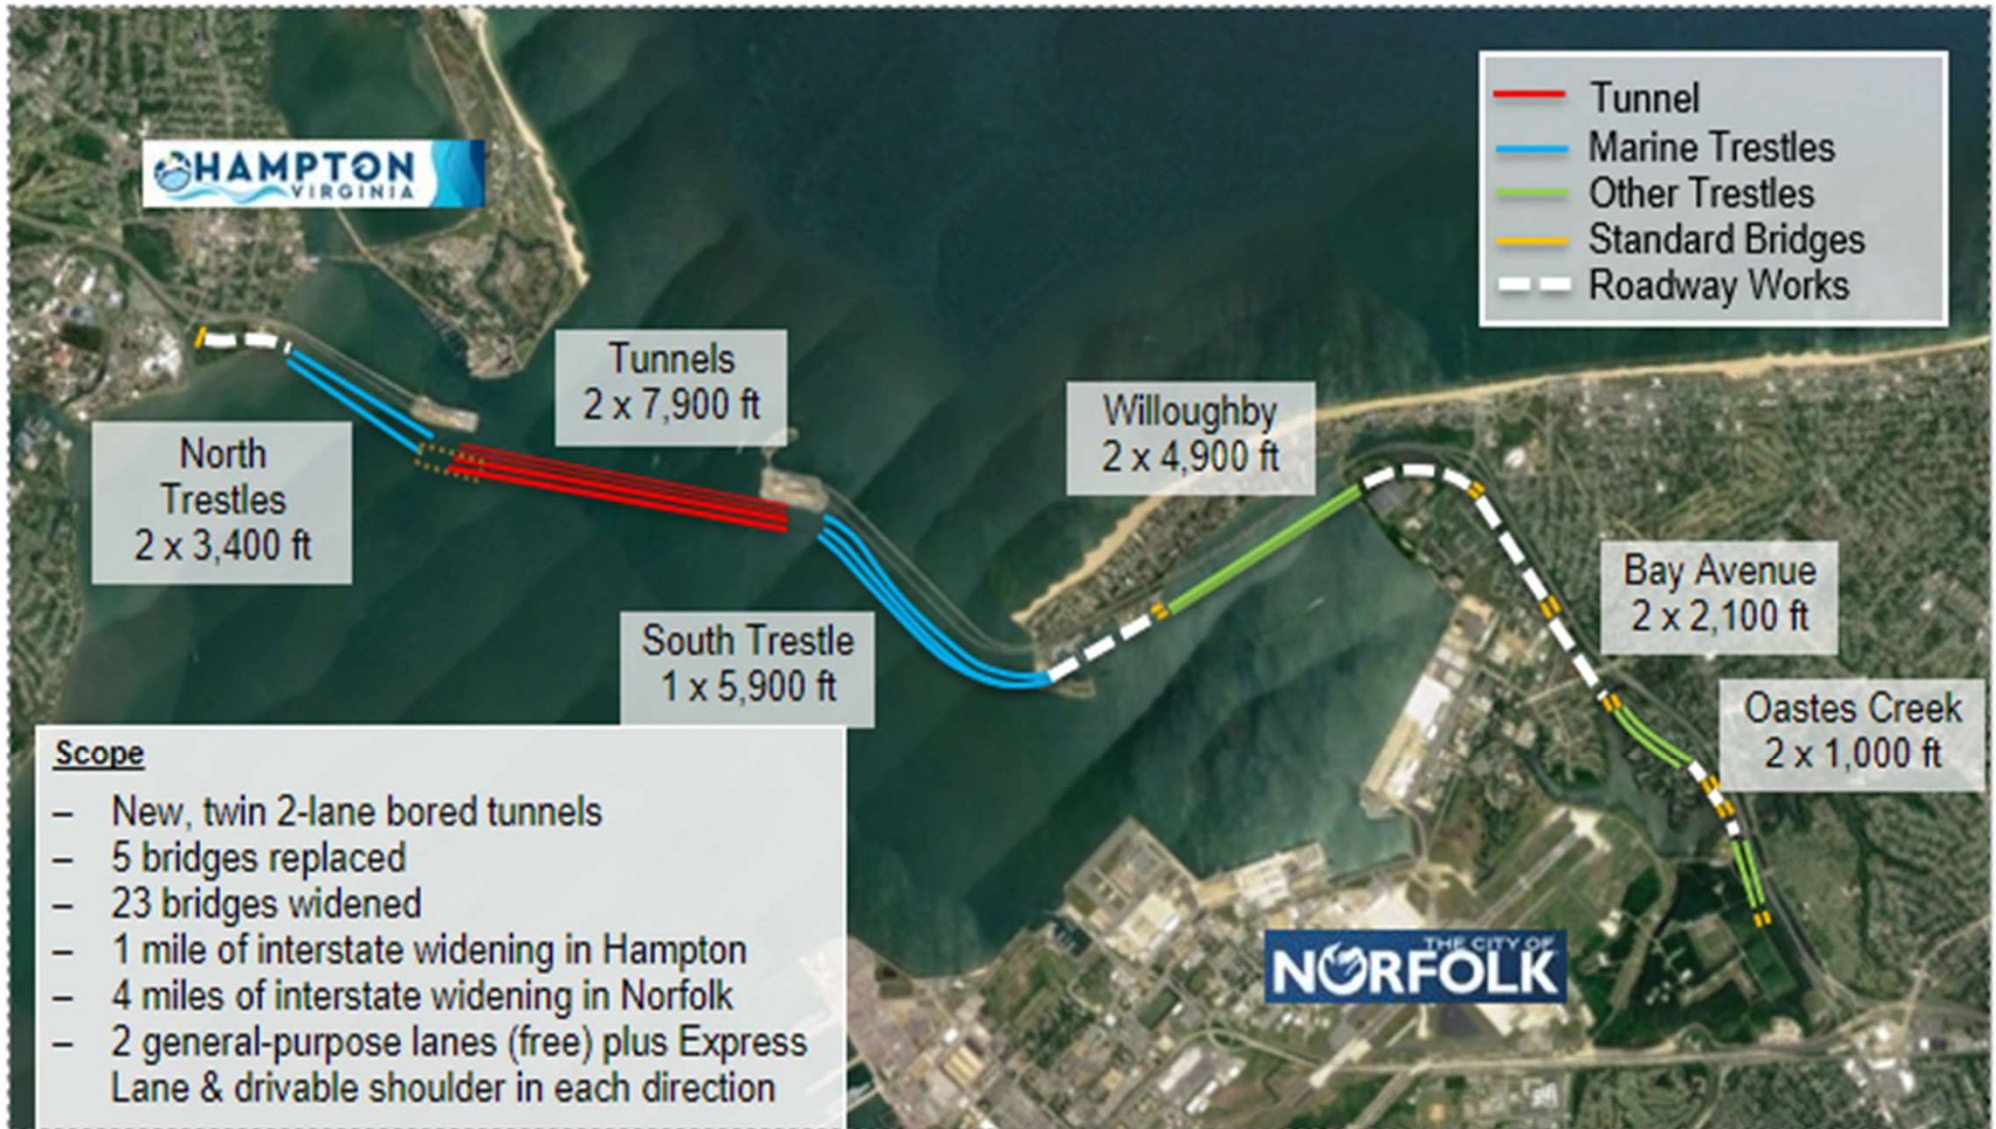 HAMPTON
VIRGINIA
Tunnel
Marine Trestles
Other Trestles
Standard Bridges
Roadway Works
Tunnels
2 x 7,900 ft
Willoughby
2 x 4,900 ft
North
Trestles
2 x 3,400 ft
Bay Avenue
2 x 2,100 ft
South Trestle
1 x 5,900 ft
Oastes Creek
2 x 1,000 ft
Scope
– New, twin 2-lane bored tunnels
– 5 bridges replaced
– 23 bridges widened
– 1 mile of interstate widening in Hampton
– 4 miles of interstate widening in Norfolk
– 2 general-purpose lanes (free) plus Express
Lane & drivable shoulder in each direction
THE CITY OF
NORFOLK